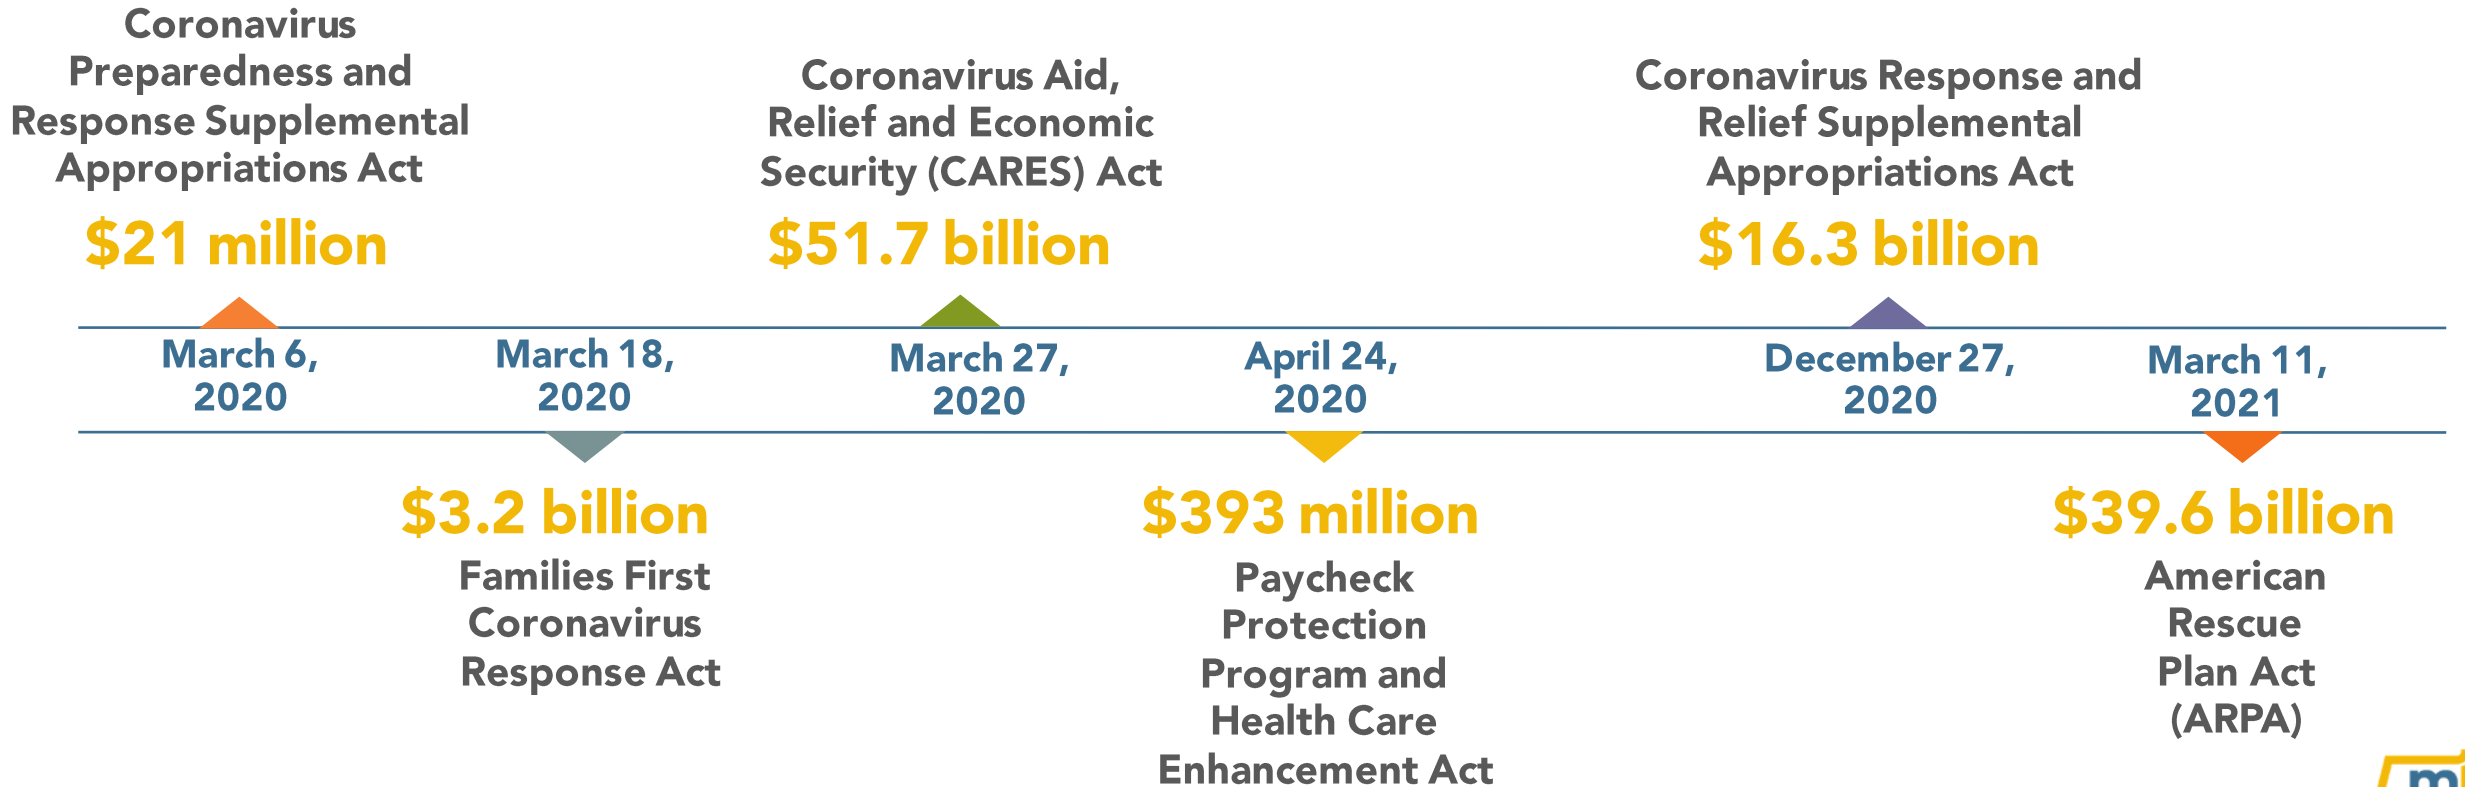 Coronavirus
Preparedness and
Response Supplemental
Appropriations Act
$21 million
Coronavirus Aid,
Relief and Economic
Security (CARES) Act
$51.7 billion
Coronavirus Response and
Relief Supplemental
Appropriations Act
$16.3 billion
March 6,
2020
March 18,
2020
March 27,
2020
April 24,
2020
December 27,
2020
March 11,
2021
$3.2 billion
Families First
Coronavirus
Response Act
$393 million
Paycheck
Protection
Program and
Health Care
Enhancement Act
$39.6 billion
American
Rescue
Plan Act
(ARPA)